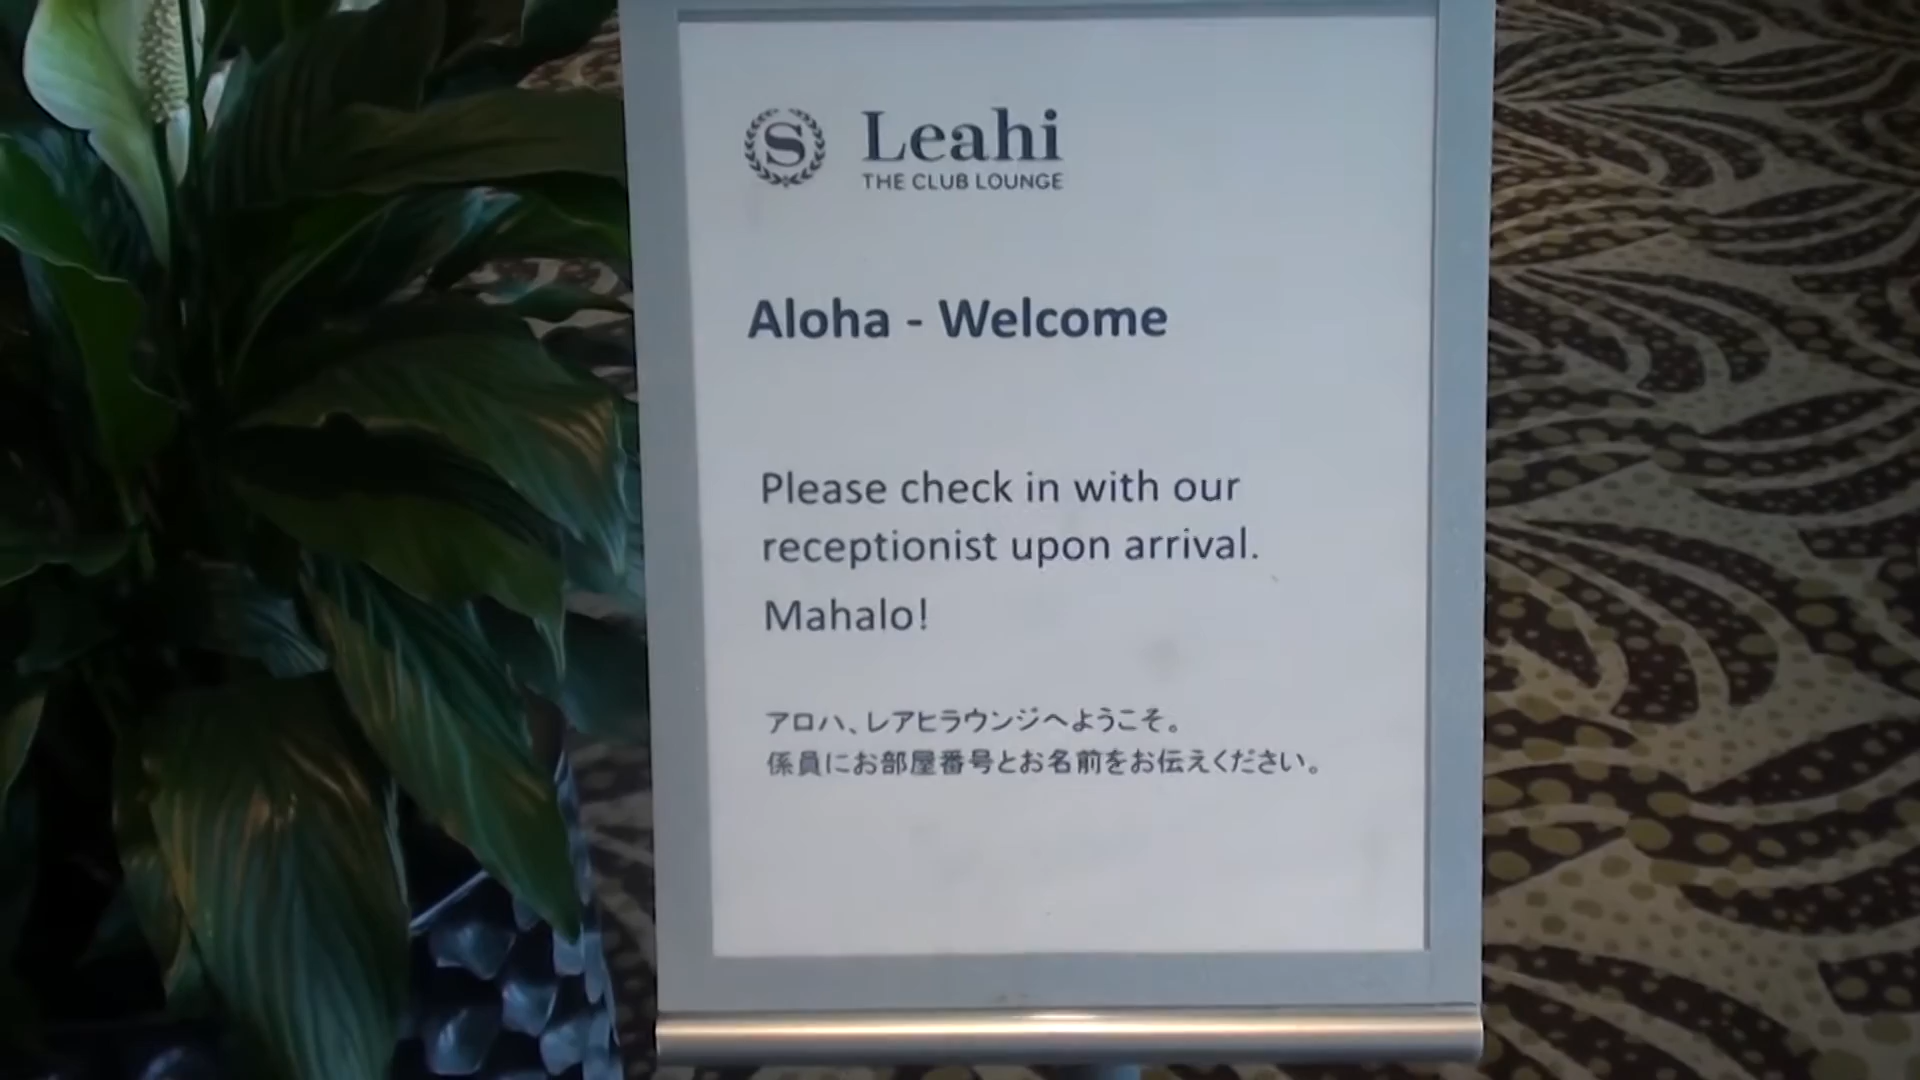 S Leahi
THE CLUB LOUNGE
Aloha - Welcome
Please check in with our
receptionist upon arrival.
Mahalo!
アロハ、レアヒラウンジへようこそ。
係員にお部屋番号とお名前をお伝えください。